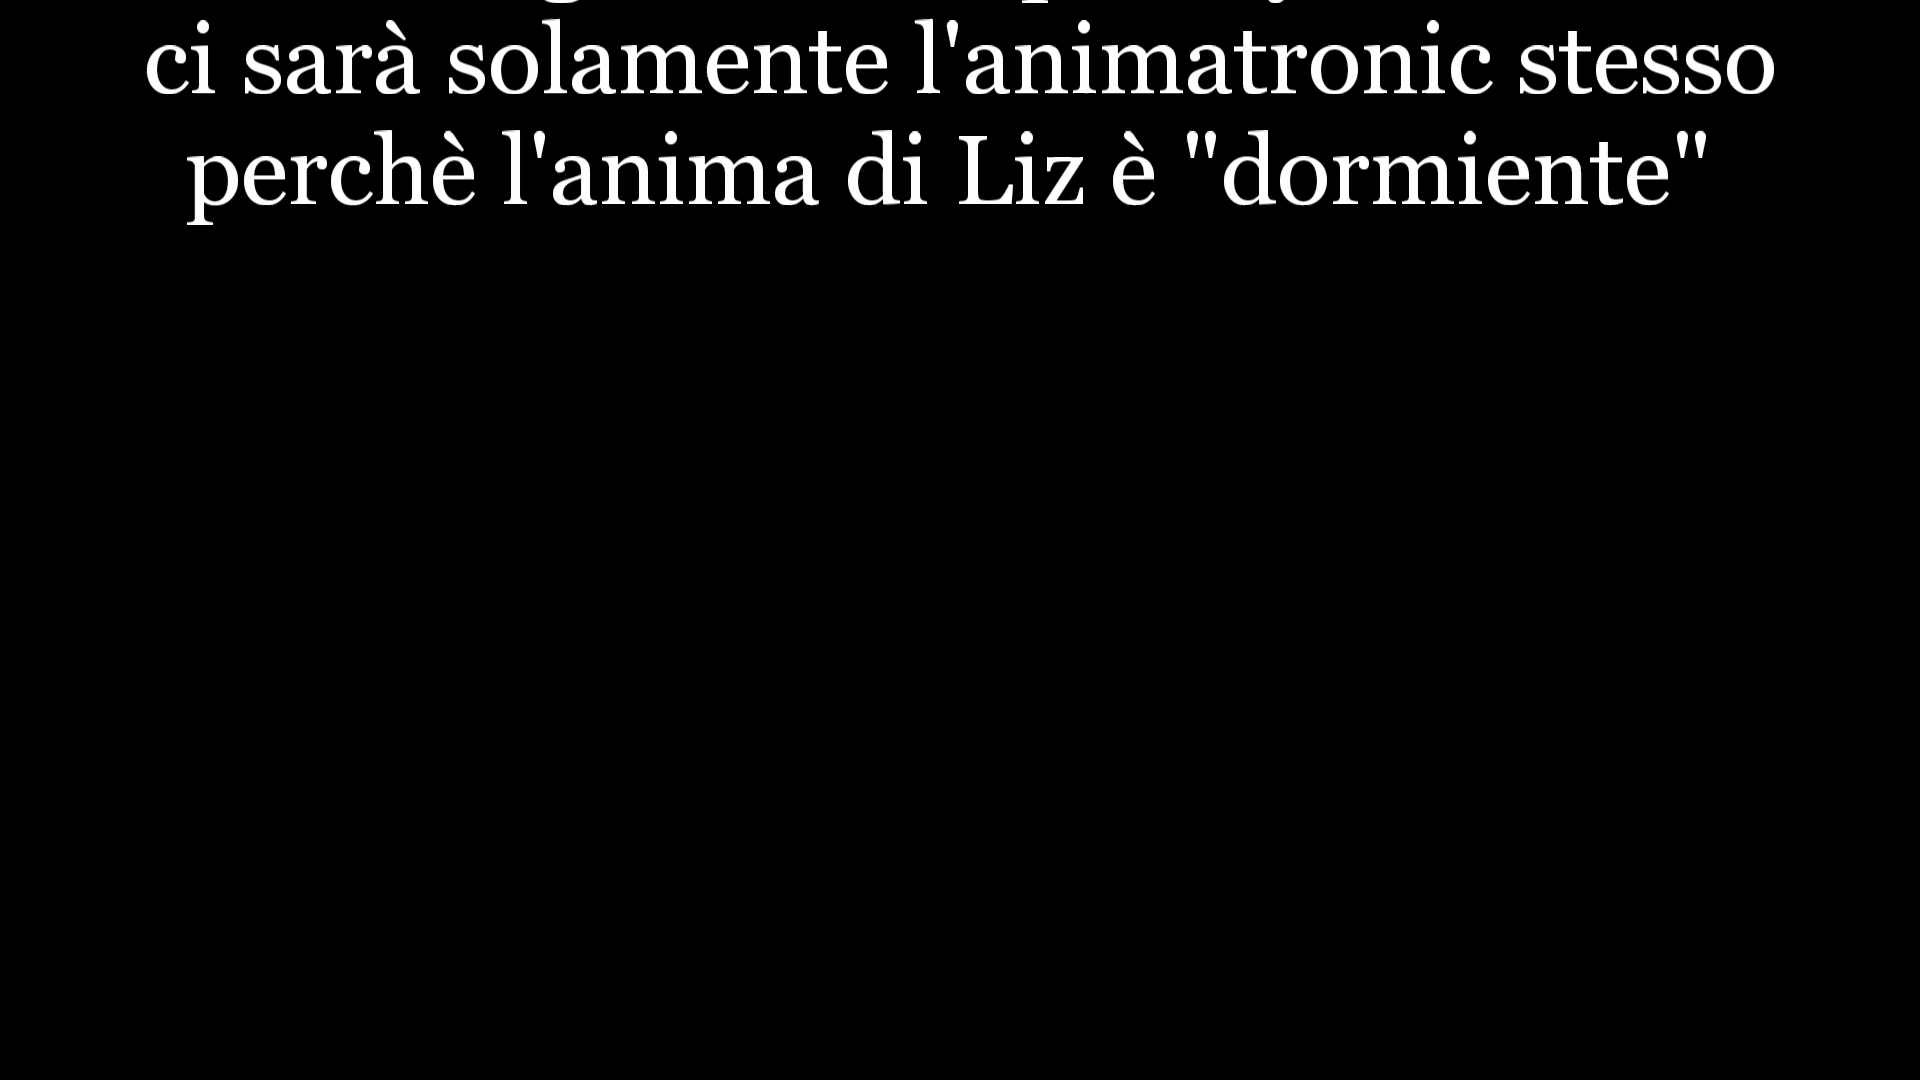 ci sarà solamente l'animatronic stesso
perchè l'anima di Liz è "dormiente"